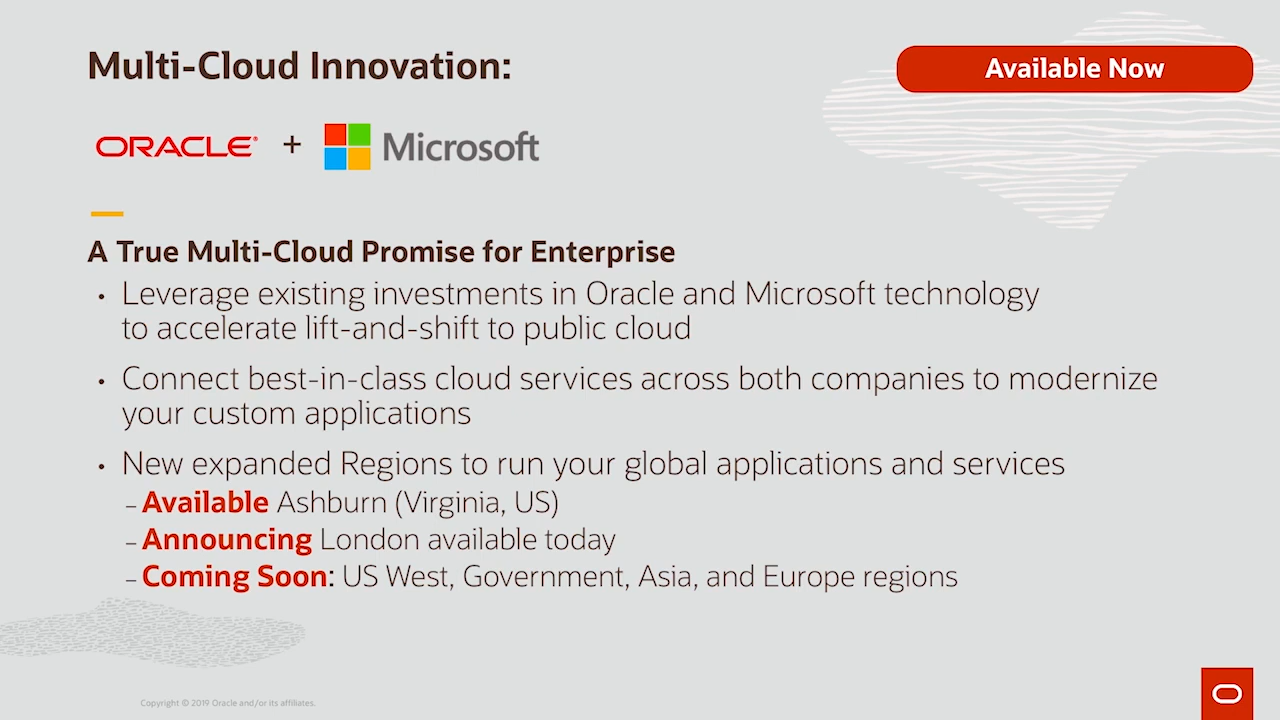 Multi-Cloud Innovation:
Available Now
ORACLE® + Microsoft
A True Multi-Cloud Promise for Enterprise
• Leverage existing investments in Oracle and Microsoft technology
to accelerate lift-and-shift to public cloud
• Connect best-in-class cloud services across both companies to modernize
your custom applications
• New expanded Regions to run your global applications and services
– Available Ashburn (Virginia, US)
– Announcing London available today
– Coming Soon: US West, Government, Asia, and Europe regions
Copyright © 2019 Oracle and/or its affiliates.